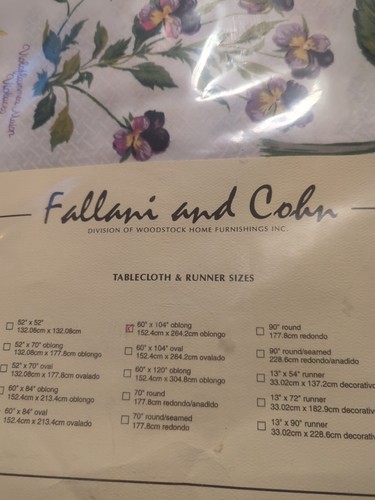 Fallani and Cohn
DIVISION OF WOODSTOCK HOME FURNISHINGS INC.
TABLECLOTH & RUNNER SIZES
52" x 52"
132.08cm x 132.08cm
52" x 70" oblong
132.08cm x 177.8cm oblongo
52" x 70" oval
132.08cm x 177.8cm ovalado
60" x 84" oblong
152.4cm x 213.4cm oblongo
60" x 84" oval
152.4cm x 213.4cm ovalado
60" x 104" oblong
152.4cm x 264.2cm oblongo
60" x 104" oval
152.4cm x 264.2cm ovalado
60" x 120" oblong
152.4cm x 304.8cm oblongo
70" round
177.8cm redondo/anadido
70" round/seamed
177.8cm redondo
90" round
177.8cm redondo
90" round/seamed
228.6cm redondo/anadido
13" x 54" runner
33.02cm x 137.2cm decorativo
13" x 72" runner
33.02cm x 182.9cm decorativ
13" x 90" runner
33.02cm x 228.6cm decorati